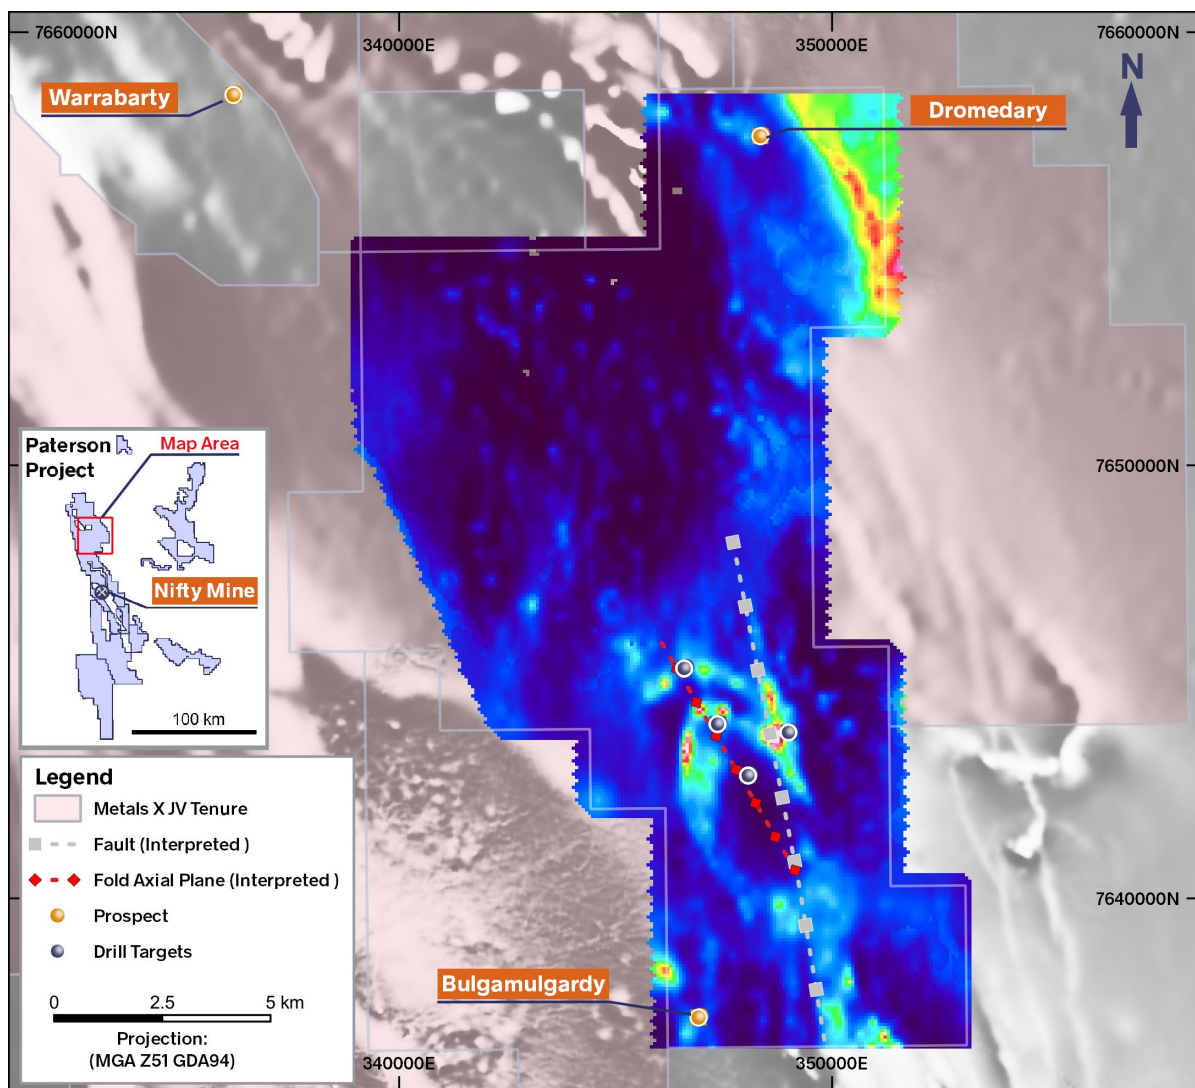 7660000N
340000E
350000E
7660000N
N
Warrabarty
Dromedary
7650000N
Paterson
Project
Map Area
Nifty Mine
100 km
Legend
Metals X JV Tenure
Fault (Interpreted )
Fold Axial Plane (Interpreted )
Prospect
Drill Targets
0 2.5 5 km
Projection:
(MGA Z51 GDA94)
7640000N
Bulgamulgardy
340000E
350000E